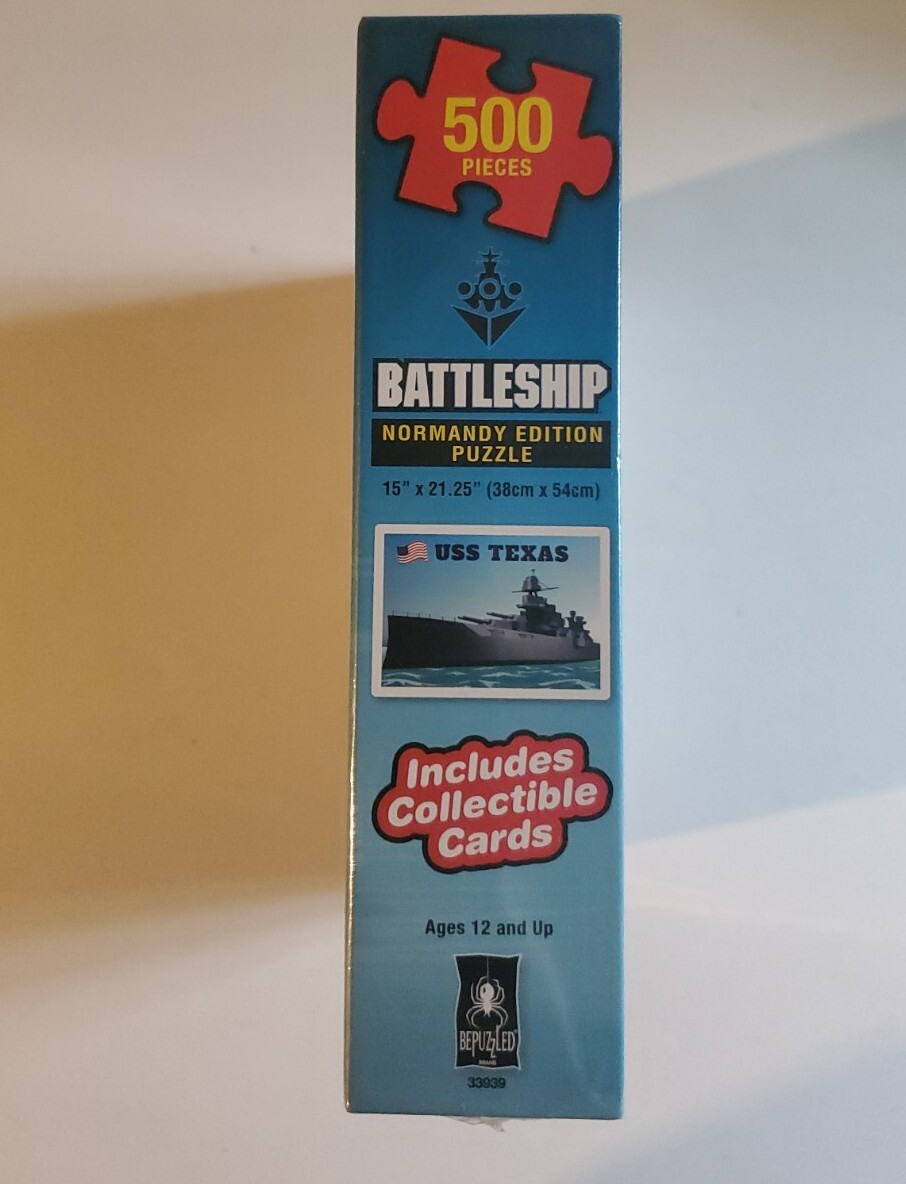 500
PIECES
BATTLESHIP
NORMANDY EDITION
PUZZLE
15" x 21.25" (38cm x 54cm)
USS TEXAS
Includes
Collectible
Cards
Ages 12 and Up
BEPUZZLED
BRAND
33939